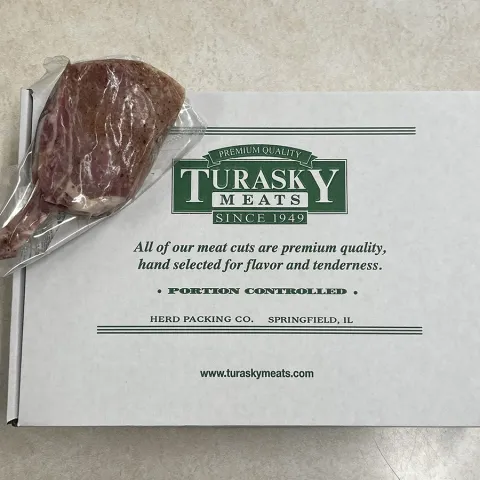 PREMIUM QUALITY
TURASKY
MEATS
SINCE 1949
All of our meat cuts are premium quality,
hand selected for flavor and tenderness.
• PORTION CONTROLLED •
HERD PACKING CO. SPRINGFIELD, IL
www.turaskymeats.com